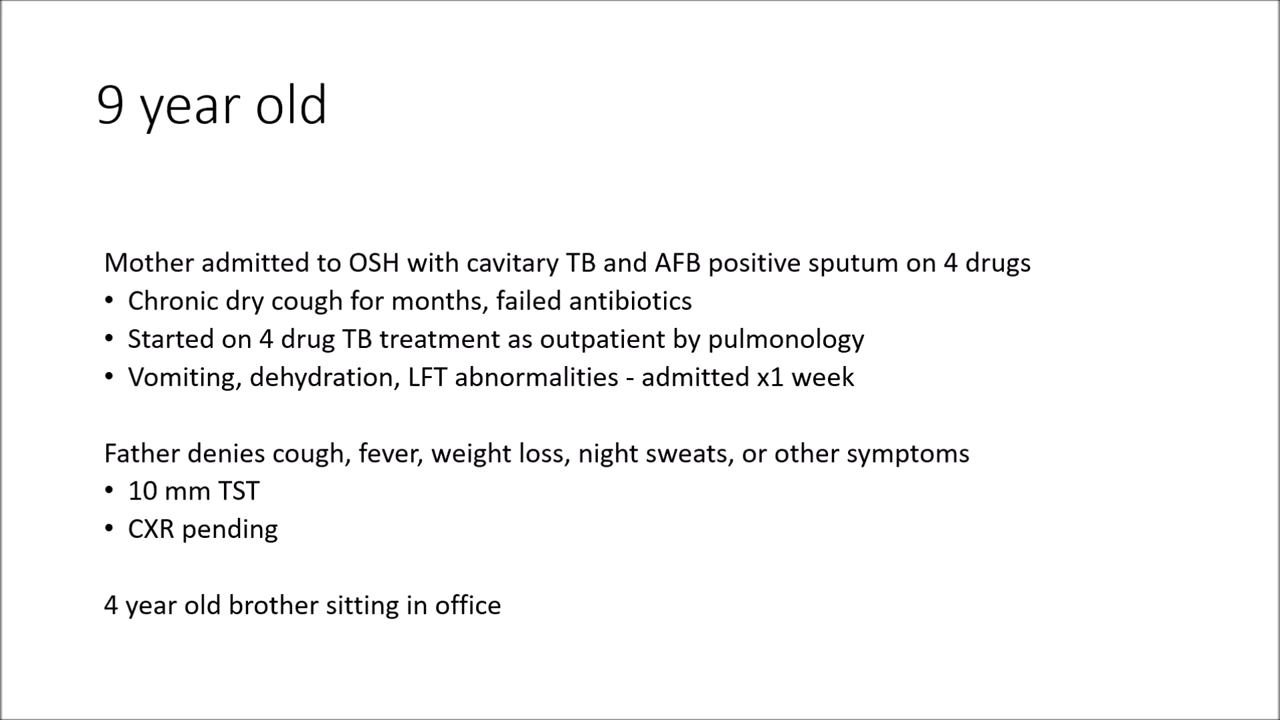 9 year old
Mother admitted to OSH with cavitary TB and AFB positive sputum on 4 drugs
• Chronic dry cough for months, failed antibiotics
• Started on 4 drug TB treatment as outpatient by pulmonology
• Vomiting, dehydration, LFT abnormalities - admitted x1 week
Father denies cough, fever, weight loss, night sweats, or other symptoms
• 10 mm TST
• CXR pending
4 year old brother sitting in office